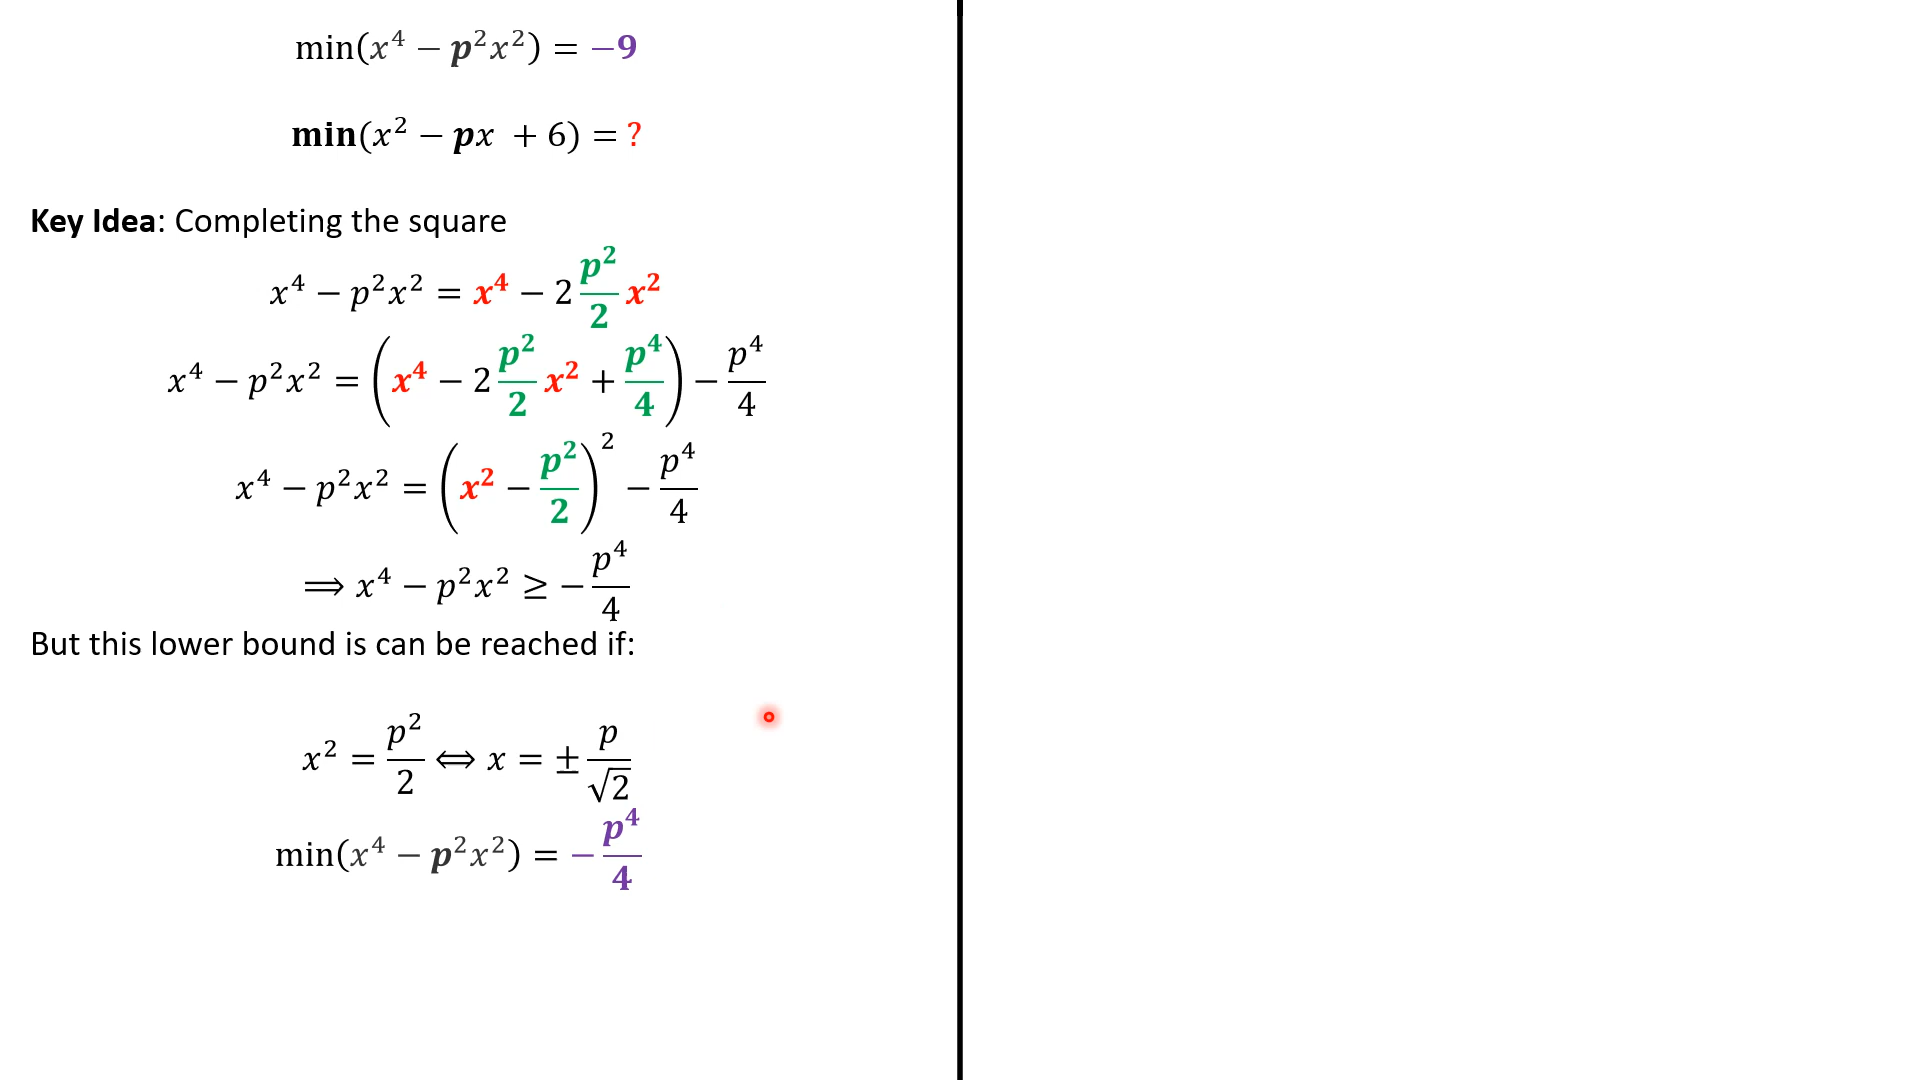 min(x⁴ − p²x²) = −9
min(x² − px + 6) = ?
Key Idea: Completing the square
x⁴ − p²x² = x⁴ − 2 p²/2 x²
x⁴ − p²x² = (x⁴ − 2 p²/2 x² + p⁴/4) − p⁴/4
x⁴ − p²x² = (x² − p²/2)² − p⁴/4
⟹ x⁴ − p²x² ≥ − p⁴/4
But this lower bound is can be reached if:
x² = p²/2 ⟺ x = ± p/√2
min(x⁴ − p²x²) = − p⁴/4